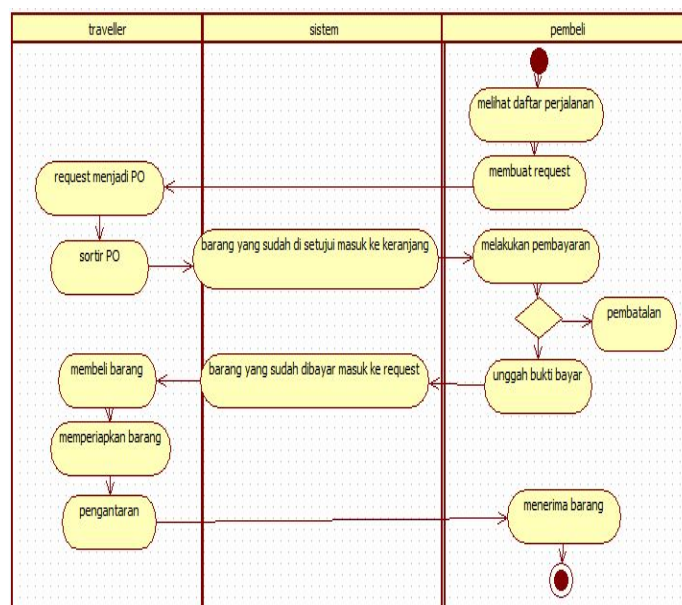 traveller
sistem
pembeli
melihat daftar perjalanan
membuat request
request menjadi PO
sortir PO
barang yang sudah di setujui masuk ke keranjang
melakukan pembayaran
pembatalan
unggah bukti bayar
barang yang sudah dibayar masuk ke request
membeli barang
memperiapkan barang
pengantaran
menerima barang